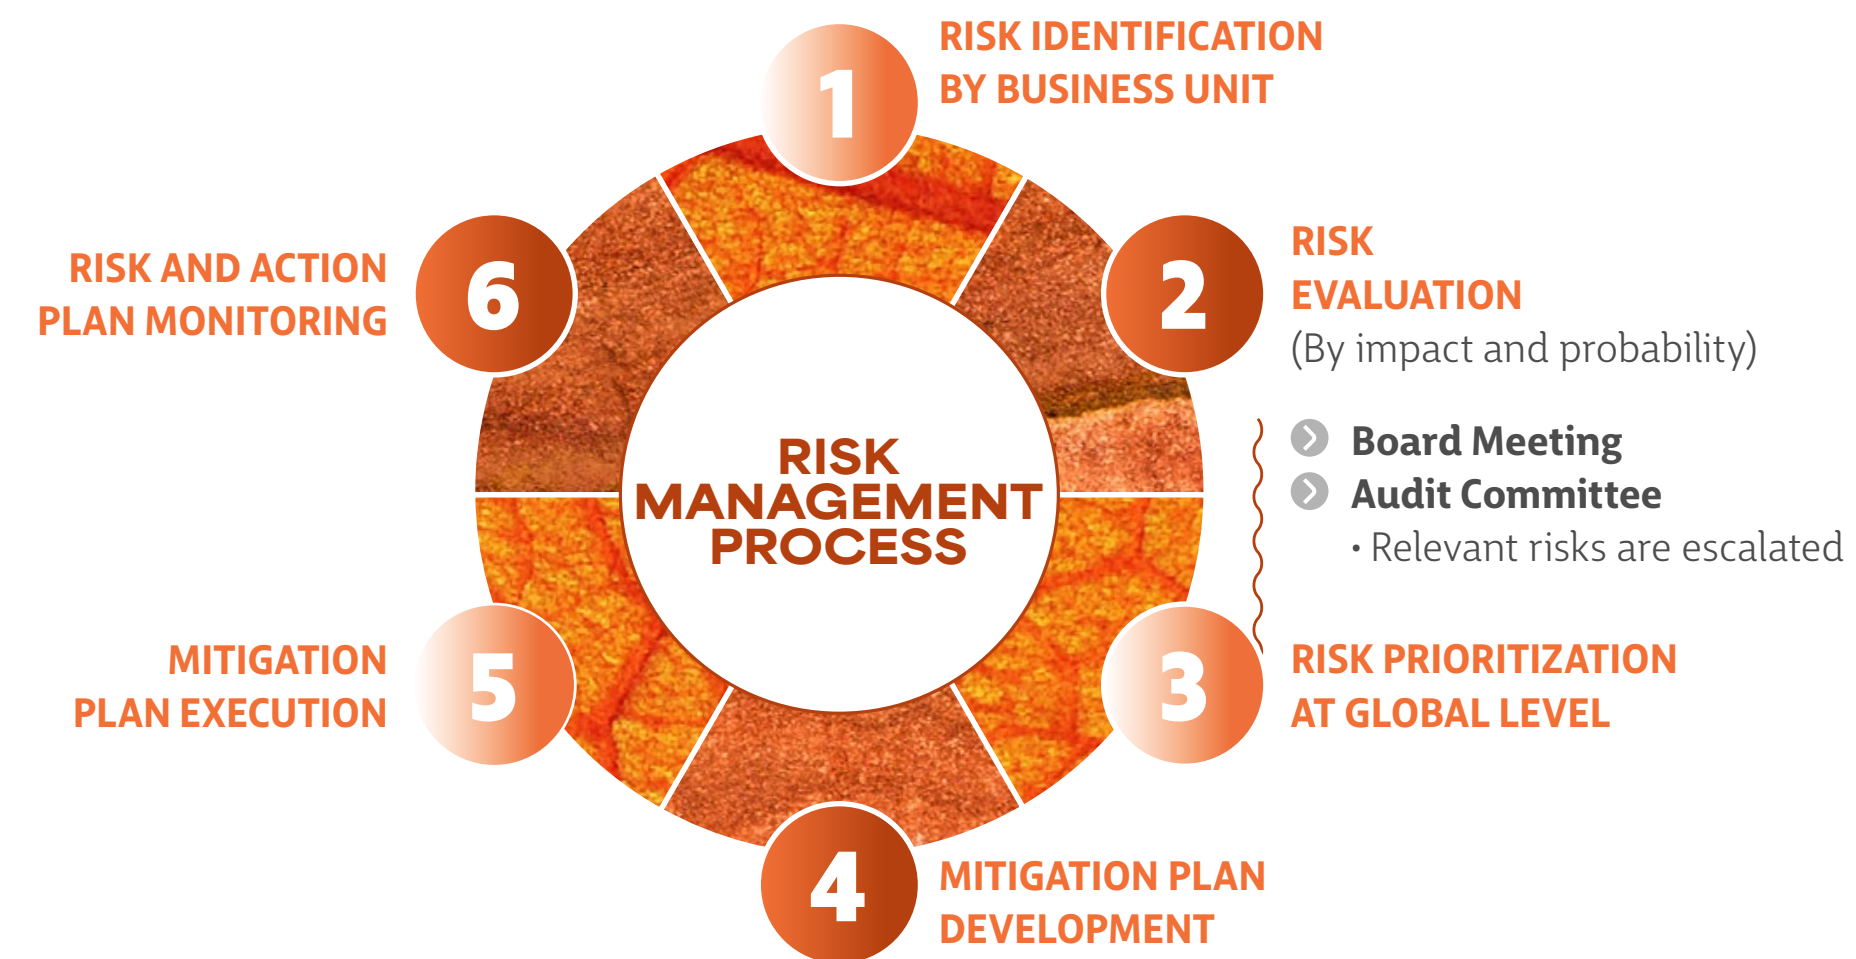 1
RISK IDENTIFICATION
BY BUSINESS UNIT
2
RISK
EVALUATION
(By impact and probability)
Board Meeting
Audit Committee
• Relevant risks are escalated
3
RISK PRIORITIZATION
AT GLOBAL LEVEL
4
MITIGATION PLAN
DEVELOPMENT
5
MITIGATION
PLAN EXECUTION
6
RISK AND ACTION
PLAN MONITORING
RISK
MANAGEMENT
PROCESS